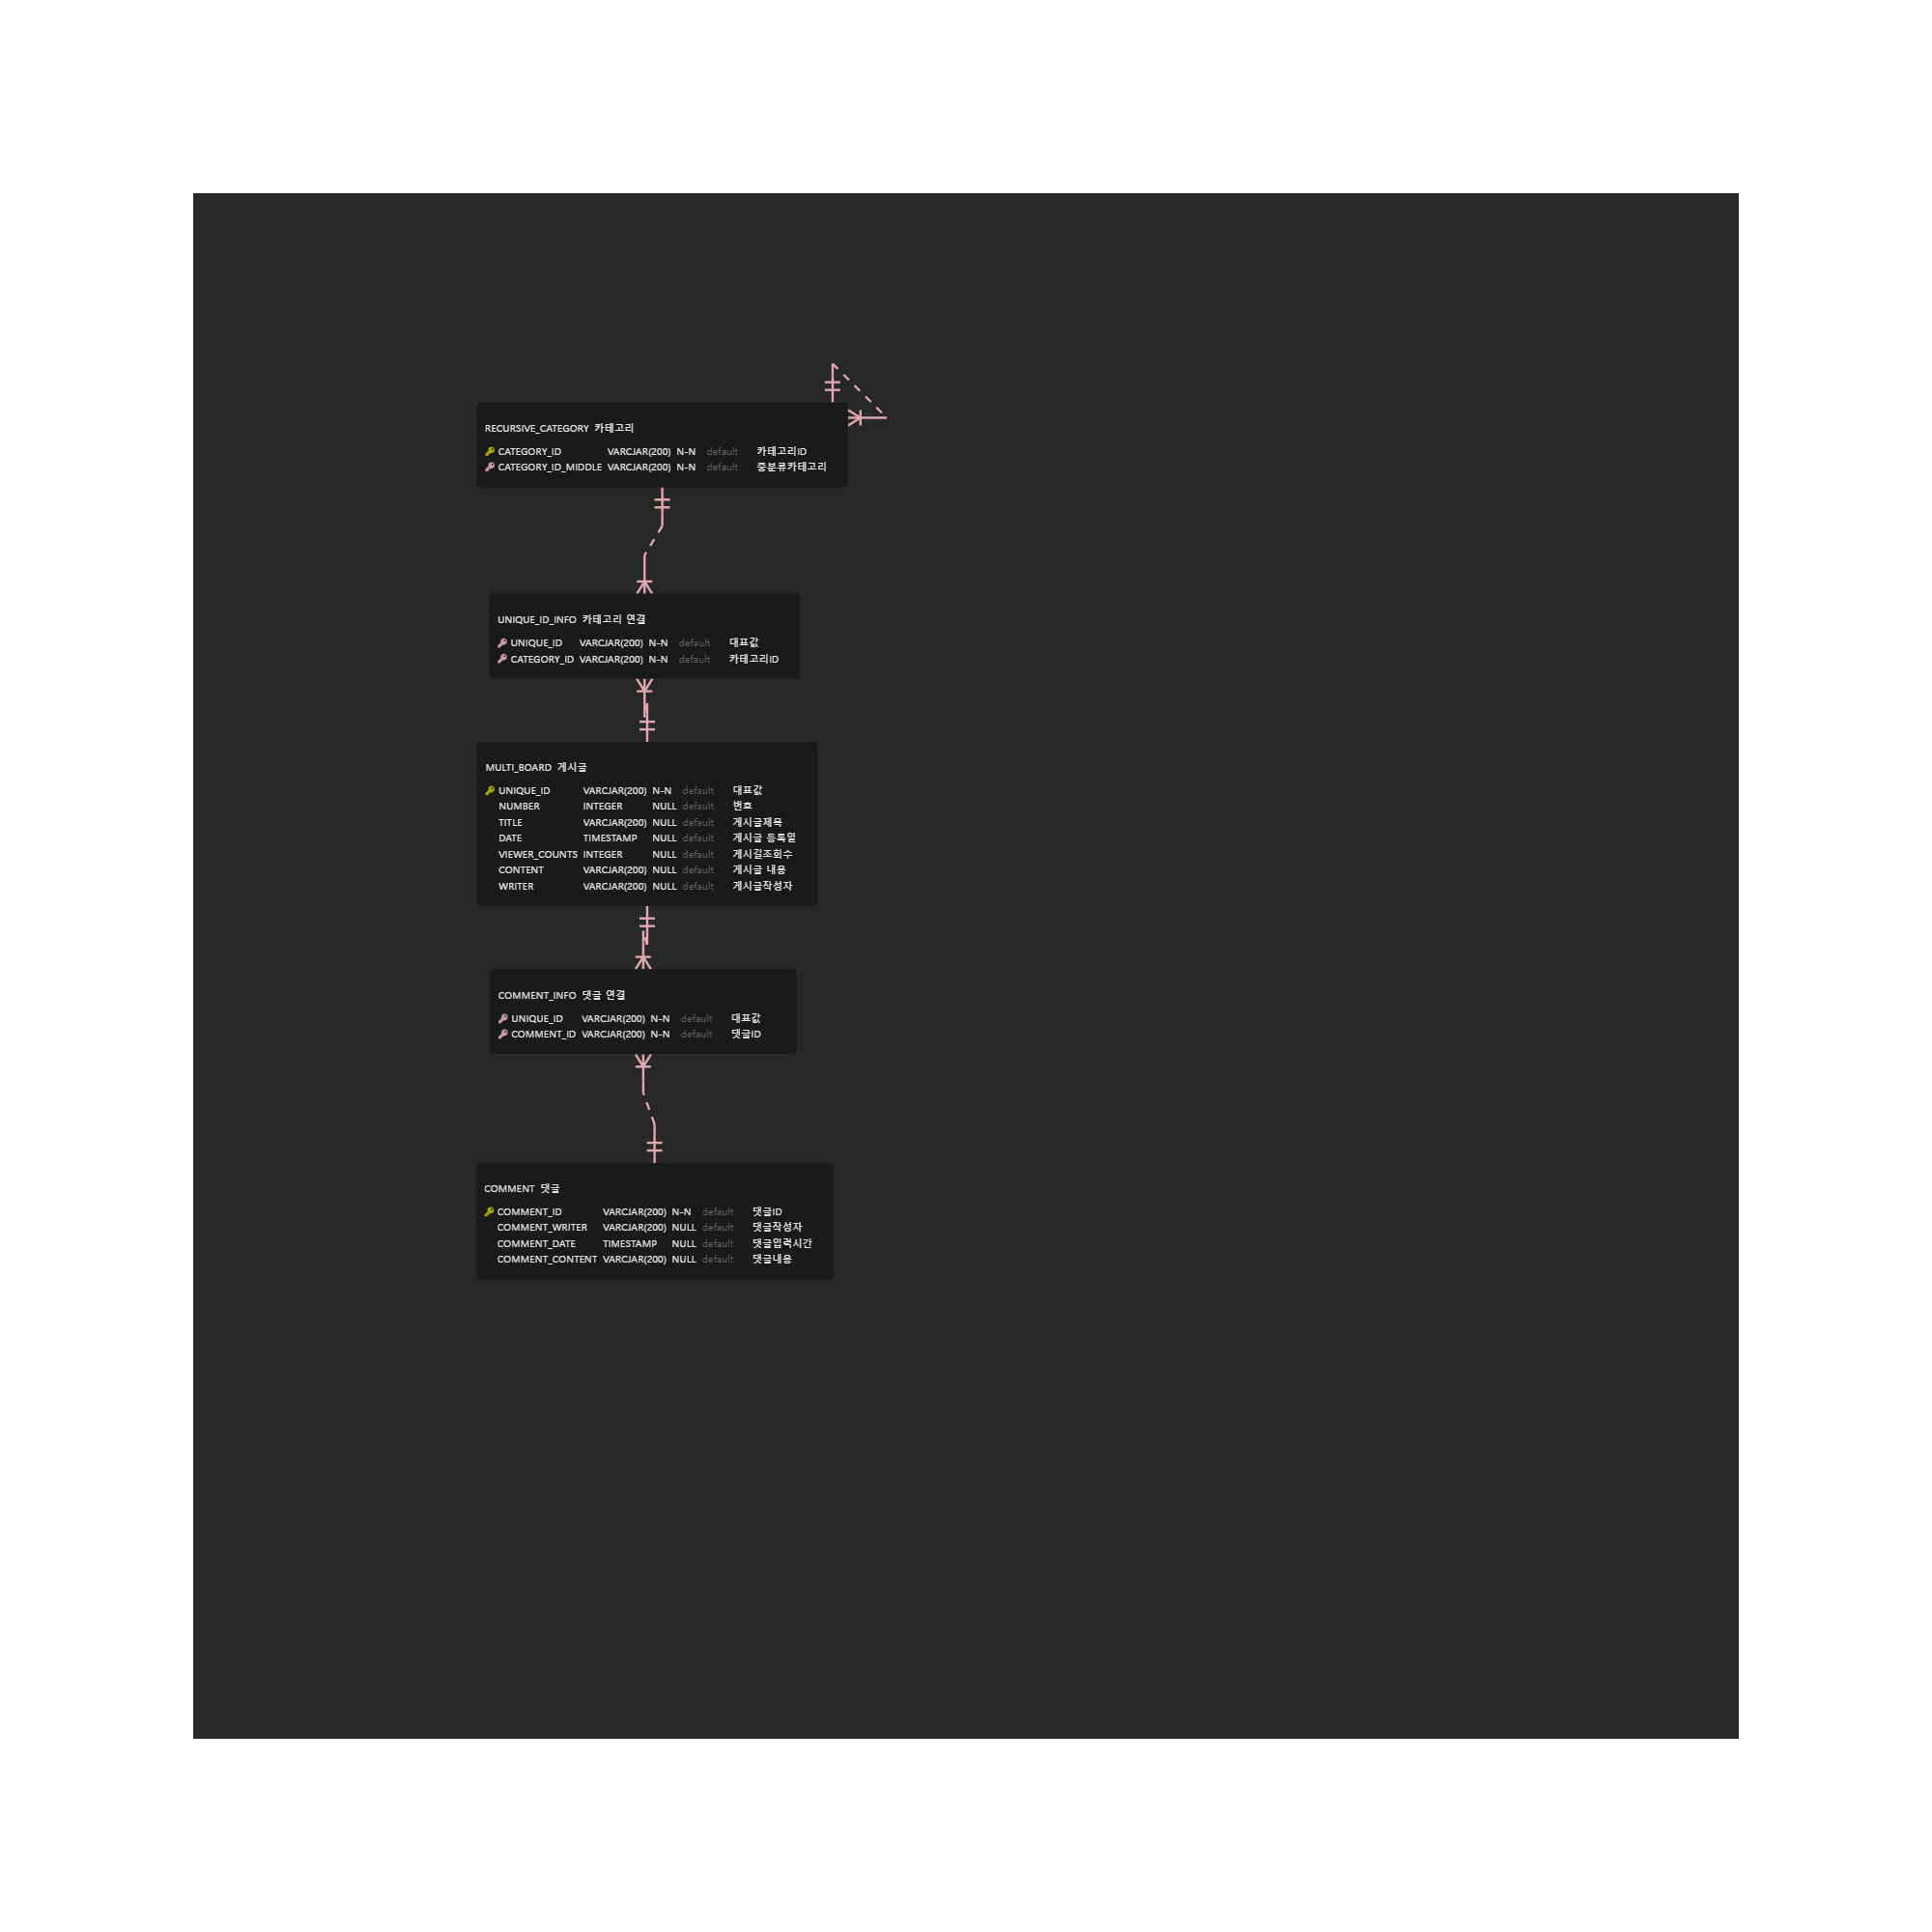 RECURSIVE_CATEGORY 카테고리
CATEGORY_ID VARCJAR(200) N-N default 카테고리ID
CATEGORY_ID_MIDDLE VARCJAR(200) N-N default 중분류카테고리
UNIQUE_ID_INFO 카테고리 연결
UNIQUE_ID VARCJAR(200) N-N default 대표값
CATEGORY_ID VARCJAR(200) N-N default 카테고리ID
MULTI_BOARD 게시글
UNIQUE_ID VARCJAR(200) N-N default 대표값
NUMBER INTEGER NULL default 번호
TITLE VARCJAR(200) NULL default 게시글제목
DATE TIMESTAMP NULL default 게시글 등록일
VIEWER_COUNTS INTEGER NULL default 게시길조회수
CONTENT VARCJAR(200) NULL default 게시글 내용
WRITER VARCJAR(200) NULL default 게시글작성자
COMMENT_INFO 댓글 연결
UNIQUE_ID VARCJAR(200) N-N default 대표값
COMMENT_ID VARCJAR(200) N-N default 댓글ID
COMMENT 댓글
COMMENT_ID VARCJAR(200) N-N default 댓글ID
COMMENT_WRITER VARCJAR(200) NULL default 댓글작성자
COMMENT_DATE TIMESTAMP NULL default 댓글입력시간
COMMENT_CONTENT VARCJAR(200) NULL default 댓글내용